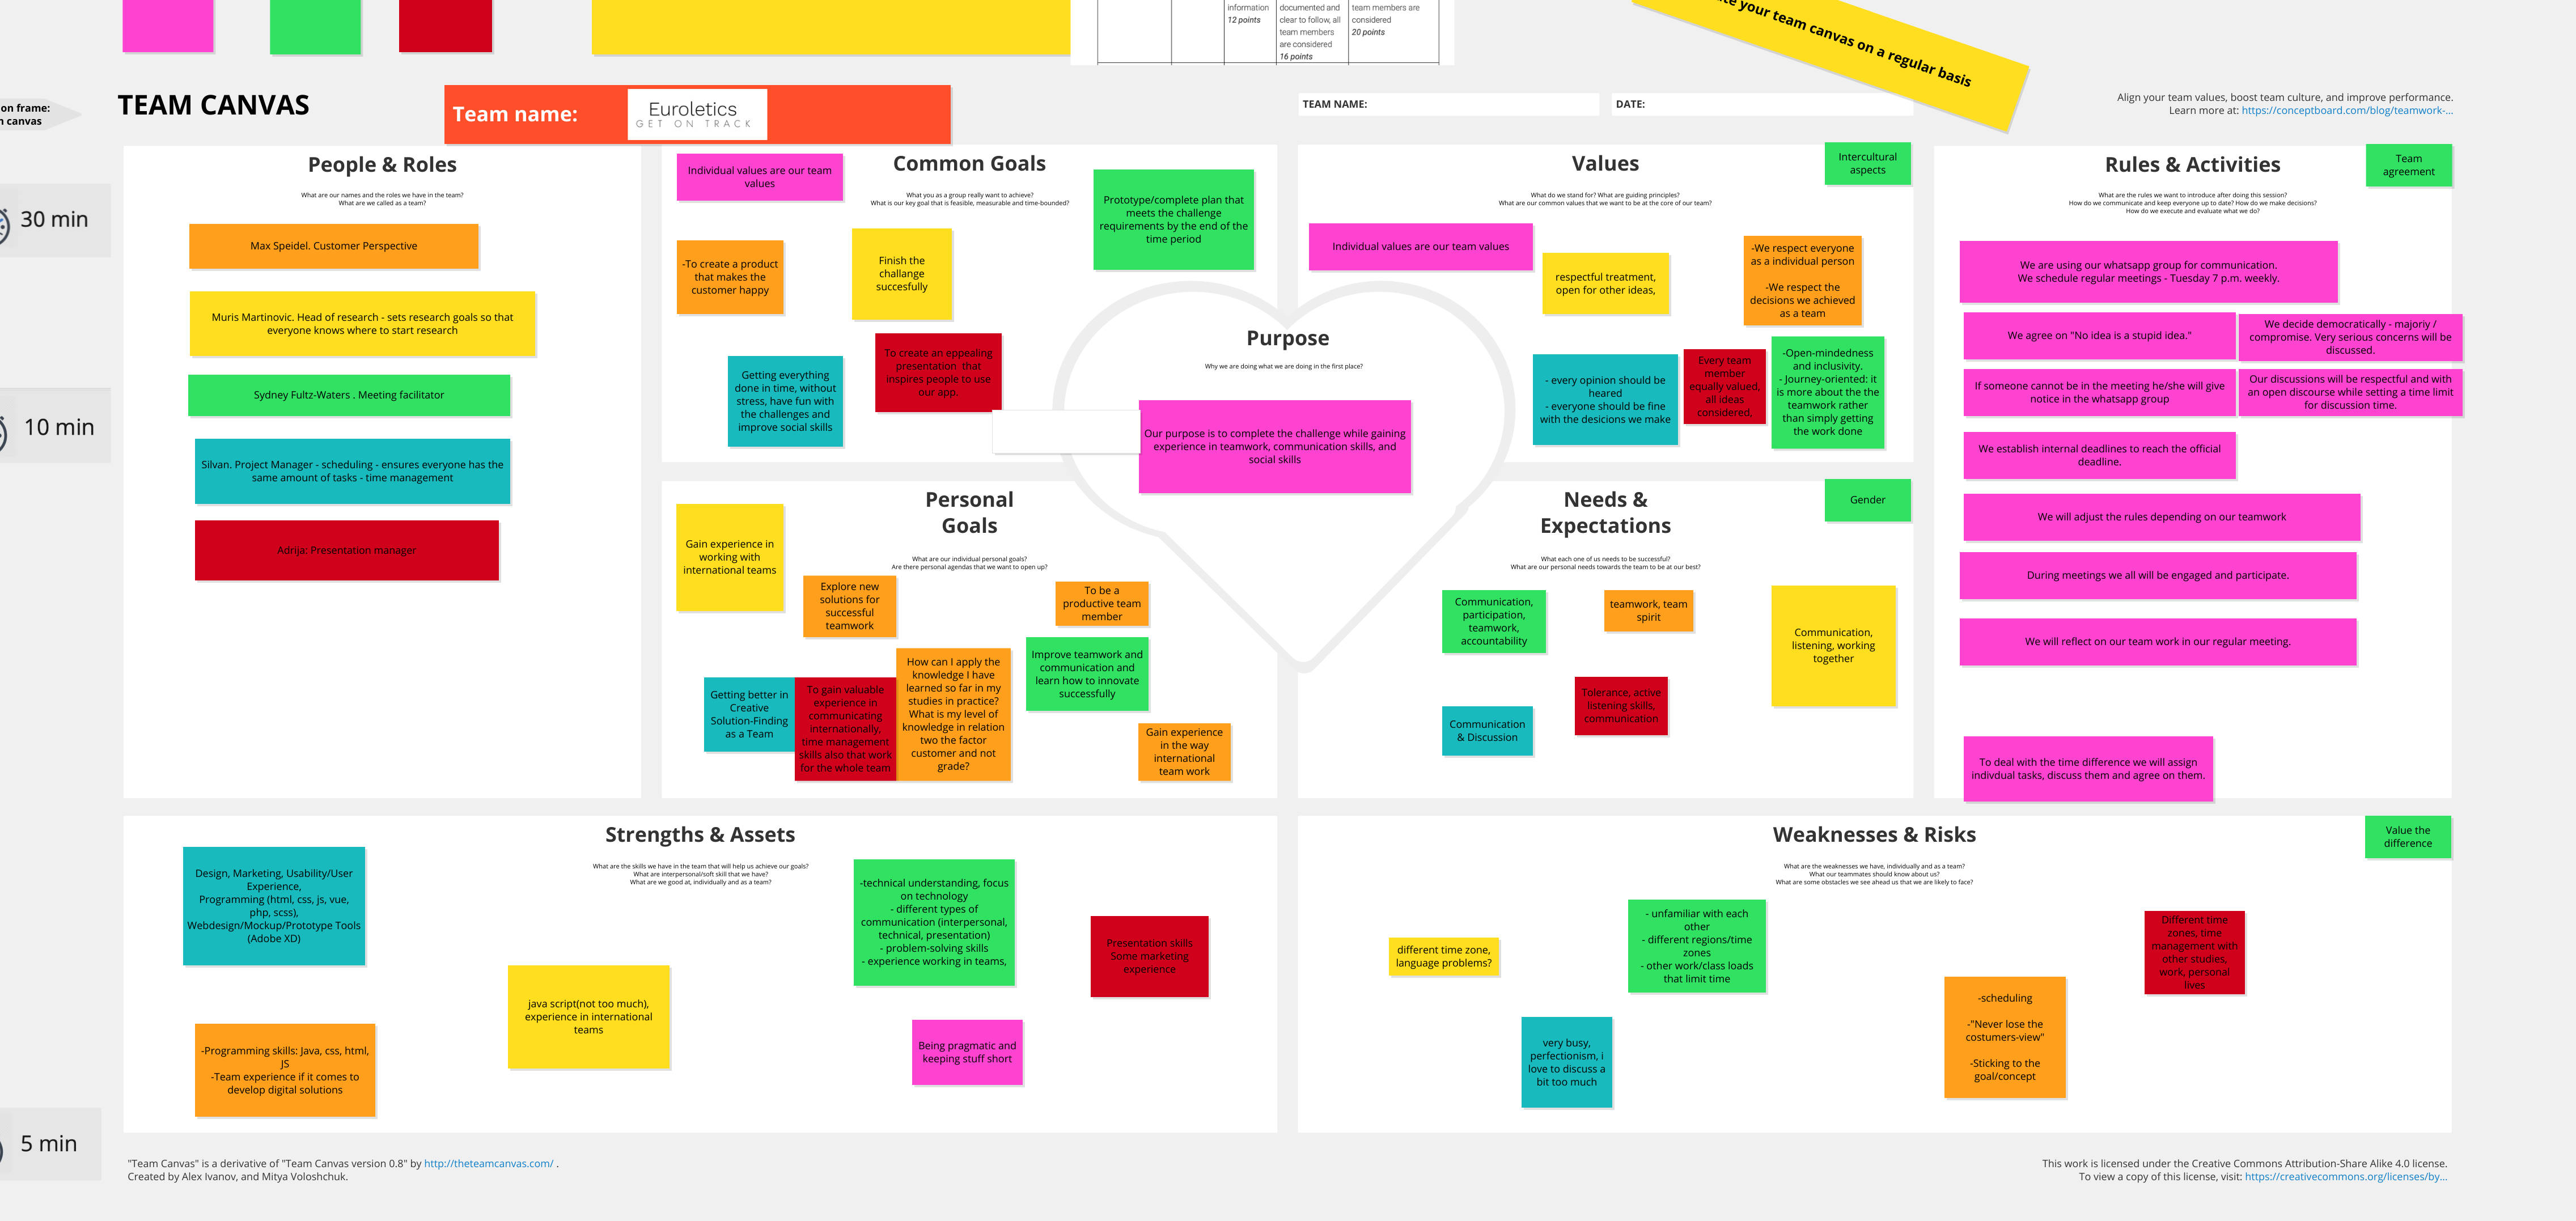 information
12 points
documented and
clear to follow, all
team members
are considered
16 points
team members are
considered
20 points
your team canvas on a regular basis
on frame:
canvas
TEAM CANVAS
Team name:
Euroletics
GET ON TRACK
TEAM NAME:
DATE:
Align your team values, boost team culture, and improve performance.
Learn more at: https://conceptboard.com/blog/teamwork-...
30 min
10 min
5 min
People & Roles
What are our names and the roles we have in the team?
What are we called as a team?
Max Speidel. Customer Perspective
Muris Martinovic. Head of research - sets research goals so that
everyone knows where to start research
Sydney Fultz-Waters . Meeting facilitator
Silvan. Project Manager - scheduling - ensures everyone has the
same amount of tasks - time management
Adrija: Presentation manager
Common Goals
What you as a group really want to achieve?
What is our key goal that is feasible, measurable and time-bounded?
Individual values are our team
values
Prototype/complete plan that
meets the challenge
requirements by the end of the
time period
-To create a product
that makes the
customer happy
Finish the
challange
succesfully
Getting everything
done in time, without
stress, have fun with
the challenges and
improve social skills
To create an eppealing
presentation that
inspires people to use
our app.
Purpose
Why we are doing what we are doing in the first place?
Our purpose is to complete the challenge while gaining
experience in teamwork, communication skills, and
social skills
Values
What do we stand for? What are guiding principles?
What are our common values that we want to be at the core of our team?
Intercultural
aspects
Individual values are our team values
respectful treatment,
open for other ideas,
-We respect everyone
as a individual person
-We respect the
decisions we achieved
as a team
- every opinion should be
heared
- everyone should be fine
with the desicions we make
Every team
member
equally valued,
all ideas
considered,
-Open-mindedness
and inclusivity.
- Journey-oriented: it
is more about the the
teamwork rather
than simply getting
the work done
Rules & Activities
What are the rules we want to introduce after doing this session?
How do we communicate and keep everyone up to date? How do we make decisions?
How do we execute and evaluate what we do?
Team
agreement
We are using our whatsapp group for communication.
We schedule regular meetings - Tuesday 7 p.m. weekly.
We agree on "No idea is a stupid idea."
We decide democratically - majoriy /
compromise. Very serious concerns will be
discussed.
If someone cannot be in the meeting he/she will give
notice in the whatsapp group
Our discussions will be respectful and with
an open discourse while setting a time limit
for discussion time.
We establish internal deadlines to reach the official
deadline.
We will adjust the rules depending on our teamwork
During meetings we all will be engaged and participate.
We will reflect on our team work in our regular meeting.
To deal with the time difference we will assign
indivdual tasks, discuss them and agree on them.
Personal
Goals
What are our individual personal goals?
Are there personal agendas that we want to open up?
Gain experience in
working with
international teams
Explore new
solutions for
successful
teamwork
To be a
productive team
member
Improve teamwork and
communication and
learn how to innovate
successfully
Getting better in
Creative
Solution-Finding
as a Team
To gain valuable
experience in
communicating
internationally.
time management
skills also that work
for the whole team
How can I apply the
knowledge I have
learned so far in my
studies in practice?
What is my level of
knowledge in relation
two the factor
customer and not
grade?
Gain experience
in the way
international
team work
Needs &
Expectations
What each one of us needs to be successful?
What are our personal needs towards the team to be at our best?
Gender
Communication,
participation,
teamwork,
accountability
teamwork, team
spirit
Communication,
listening, working
together
Tolerance, active
listening skills,
communication
Communication
& Discussion
Strengths & Assets
What are the skills we have in the team that will help us achieve our goals?
What are interpersonal/soft skill that we have?
What are we good at, individually and as a team?
Design, Marketing, Usability/User
Experience,
Programming (html, css, js, vue,
php, scss),
Webdesign/Mockup/Prototype Tools
(Adobe XD)
-Programming skills: Java, css, html,
JS
-Team experience if it comes to
develop digital solutions
java script(not too much),
experience in international
teams
-technical understanding, focus
on technology
- different types of
communication (interpersonal,
technical, presentation)
- problem-solving skills
- experience working in teams,
Presentation skills
Some marketing
experience
Being pragmatic and
keeping stuff short
Weaknesses & Risks
What are the weaknesses we have, individually and as a team?
What our teammates should know about us?
What are some obstacles we see ahead us that we are likely to face?
Value the
difference
different time zone,
language problems?
- unfamiliar with each
other
- different regions/time
zones
- other work/class loads
that limit time
very busy,
perfectionism, i
love to discuss a
bit too much
-scheduling
-"Never lose the
costumers-view"
-Sticking to the
goal/concept
Different time
zones, time
management with
other studies,
work, personal
lives
"Team Canvas" is a derivative of "Team Canvas version 0.8" by http://theteamcanvas.com/ .
Created by Alex Ivanov, and Mitya Voloshchuk.
This work is licensed under the Creative Commons Attribution-Share Alike 4.0 license.
To view a copy of this license, visit: https://creativecommons.org/licenses/by...